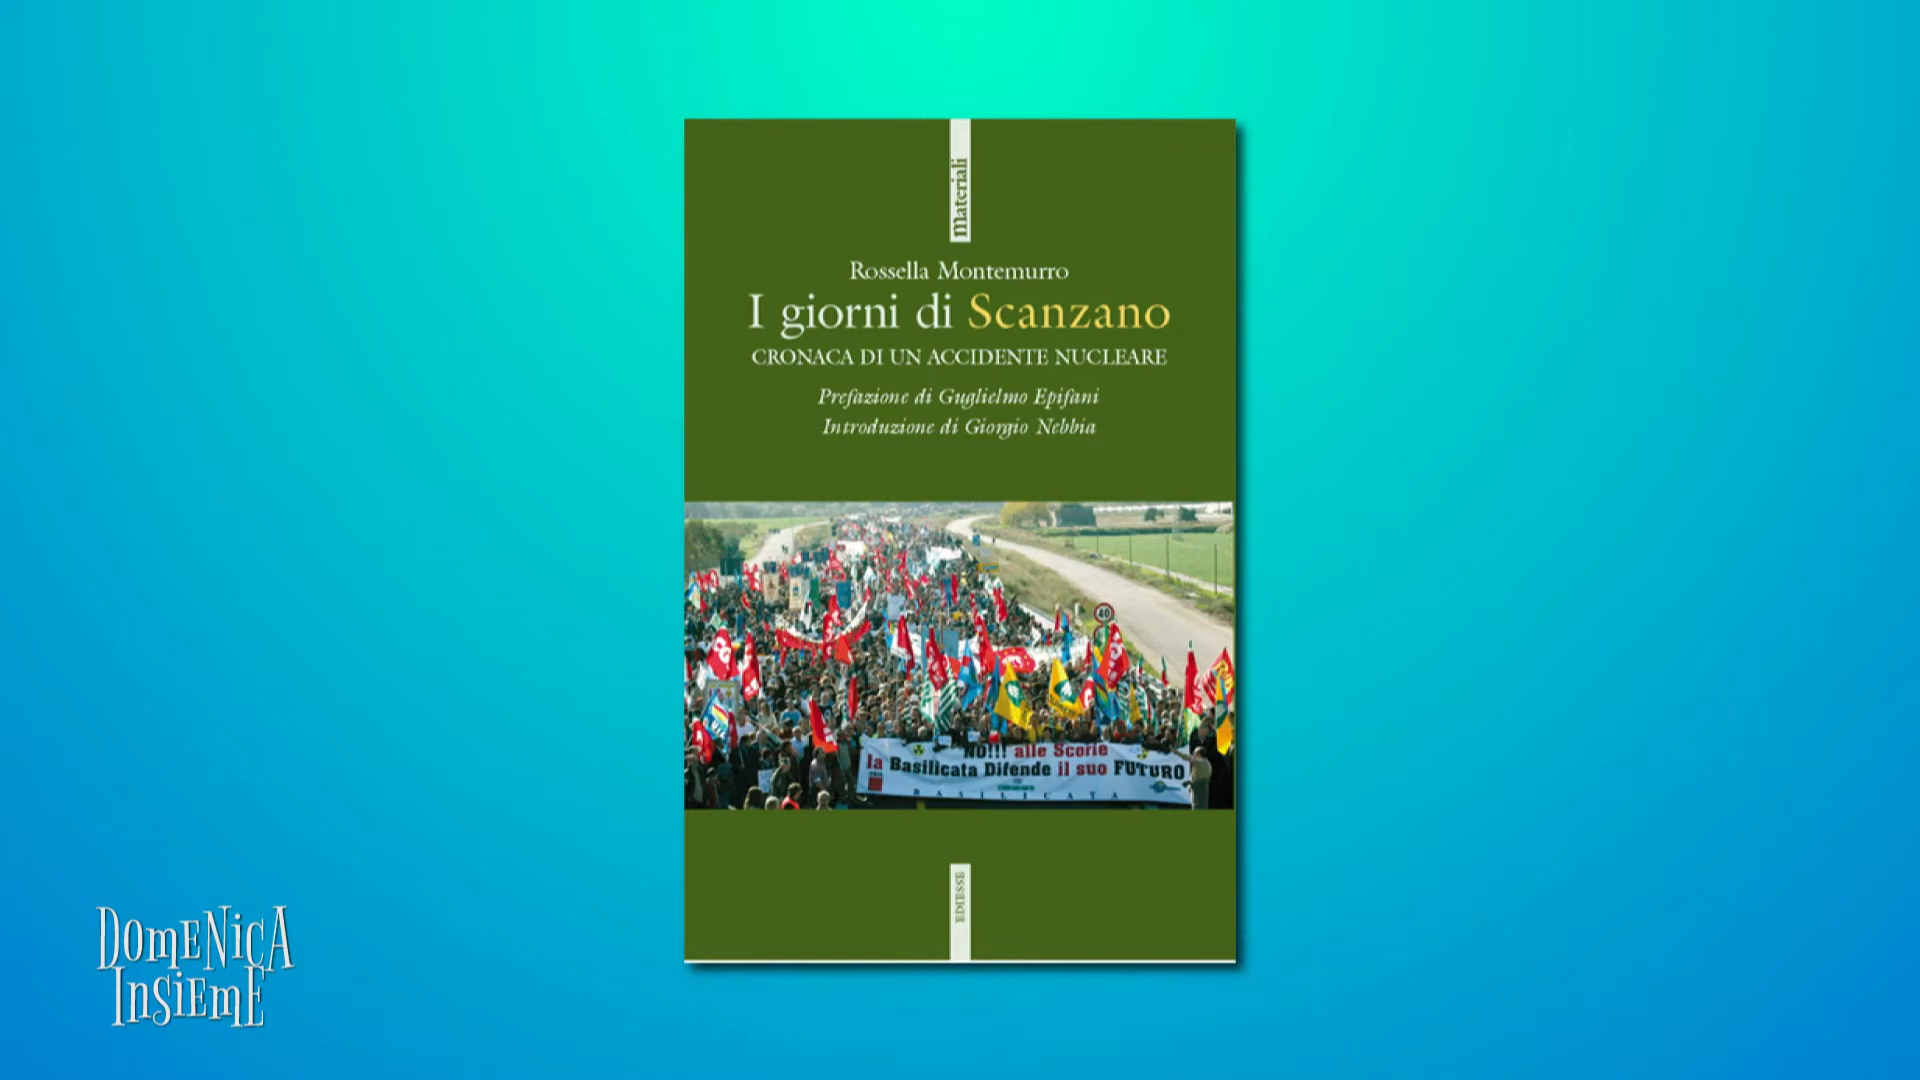 materiali
Rossella Montemurro
I giorni di Scanzano
CRONACA DI UN ACCIDENTE NUCLEARE
Prefazione di Guglielmo Epifani
Introduzione di Giorgio Nebbia
40
NO!!! alle Scorie
la Basilicata Difende il suo FUTURO
BASILICATA
EDIESSE
DOMENICA
INSIEME